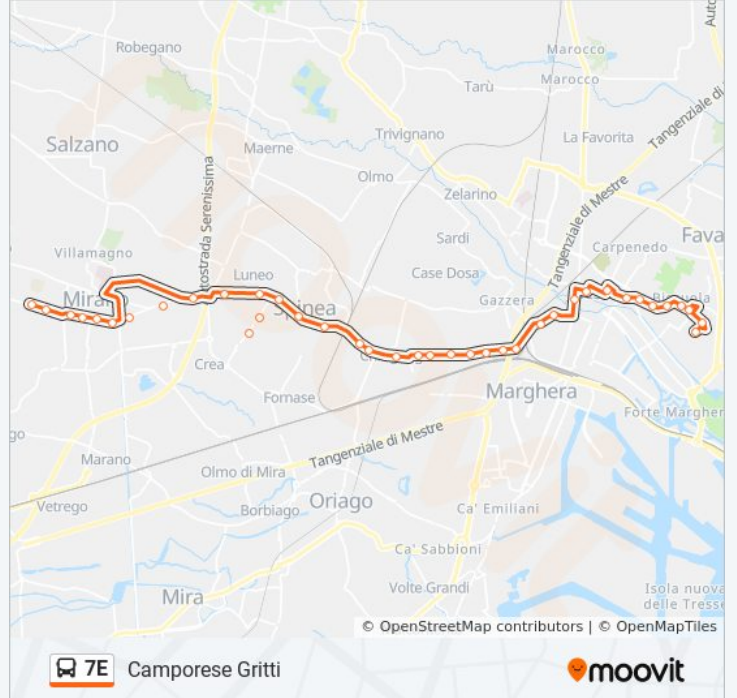 Robegano
Marocco
Marocco
Tarù
Trivignano
La Favorita
Salzano
Maerne
Olmo
Zelarino
Tangenziale di
Tangenziale di Mestre
tostrada Serenissima
Sardi
Carpenedo
Fava
Villamagno
Luneo
Case Dosa
Gazzera
Mirano
Spinea
Crea
Marghera
Fornase
Forte Margher
go
Marano
Tangenziale di Mestre
Olmo di Mira
Vetrego
Borbiago
Oriago
Ca' Emiliani
Ca' Sabbioni
Mira
Volte Grandi
Isola nuova
delle Tresse
© OpenStreetMap contributors | © OpenMapTiles
7E Camporese Gritti
moovit